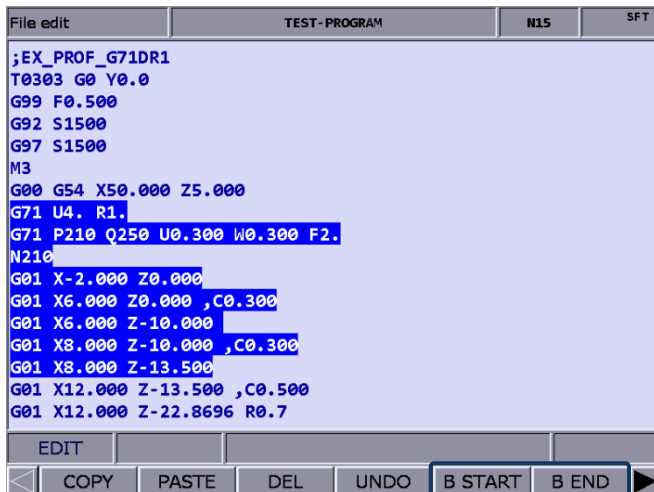 File edit TEST-PROGRAM N15 SFT
;EX_PROF_G71DR1
T0303 G0 Y0.0
G99 F0.500
G92 S1500
G97 S1500
M3
G00 G54 X50.000 Z5.000
G71 U4. R1.
G71 P210 Q250 U0.300 W0.300 F2.
N210
G01 X-2.000 Z0.000
G01 X6.000 Z0.000 ,C0.300
G01 X6.000 Z-10.000
G01 X8.000 Z-10.000 ,C0.300
G01 X8.000 Z-13.500
G01 X12.000 Z-13.500 ,C0.500
G01 X12.000 Z-22.8696 R0.7
EDIT
COPY PASTE DEL UNDO B START B END